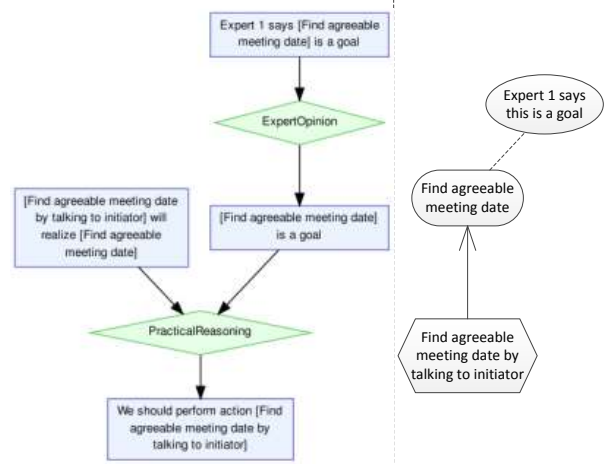 Expert 1 says [Find agreeable
meeting date] is a goal
ExpertOpinion
[Find agreeable meeting date
by talking to initiator] will
realize [Find agreeable
meeting date]
[Find agreeable meeting date]
is a goal
PracticalReasoning
We should perform action [Find
agreeable meeting date by
talking to initiator]
Expert 1 says
this is a goal
Find agreeable
meeting date
Find agreeable
meeting date by
talking to initiator